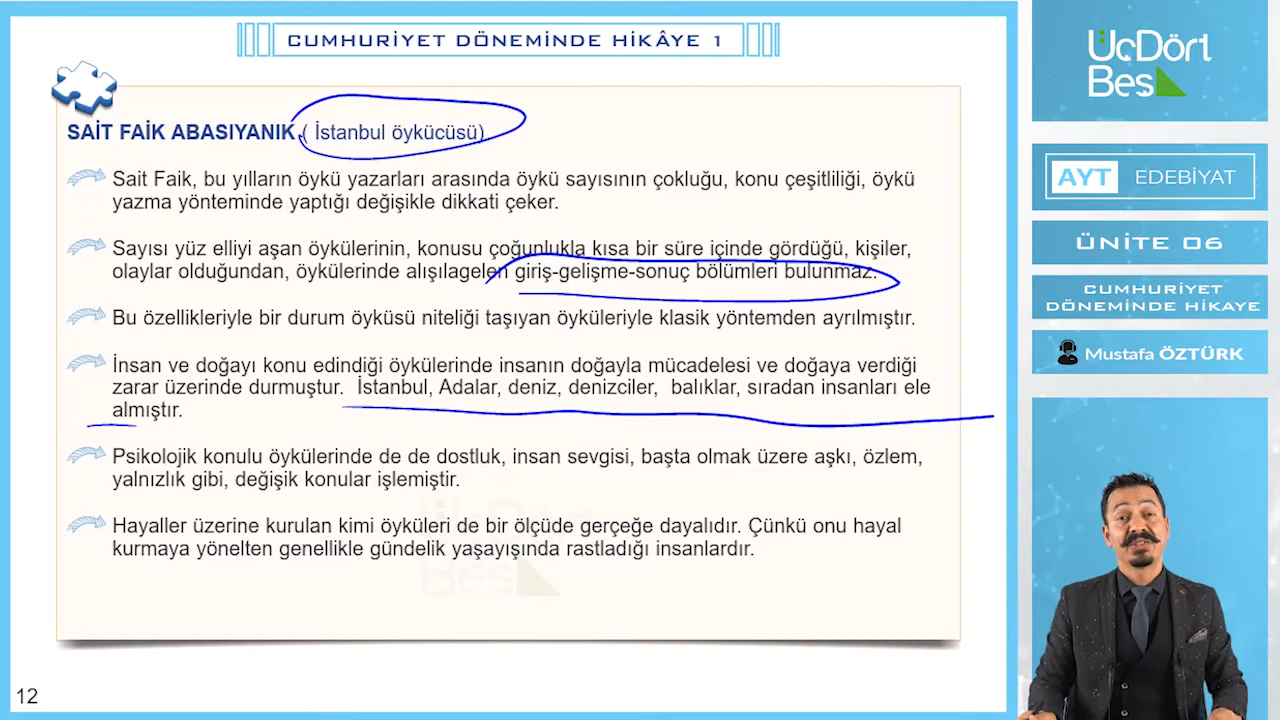 CUMHURİYET DÖNEMİNDE HİKÂYE 1
SAİT FAİK ABASIYANIK ( İstanbul öykücüsü)
Sait Faik, bu yılların öykü yazarları arasında öykü sayısının çokluğu, konu çeşitliliği, öykü
yazma yönteminde yaptığı değişikle dikkati çeker.
Sayısı yüz elliyi aşan öykülerinin, konusu çoğunlukla kısa bir süre içinde gördüğü, kişiler,
olaylar olduğundan, öykülerinde alışılagelen giriş-gelişme-sonuç bölümleri bulunmaz.
Bu özellikleriyle bir durum öyküsü niteliği taşıyan öyküleriyle klasik yöntemden ayrılmıştır.
İnsan ve doğayı konu edindiği öykülerinde insanın doğayla mücadelesi ve doğaya verdiği
zarar üzerinde durmuştur. İstanbul, Adalar, deniz, denizciler, balıklar, sıradan insanları ele
almıştır.
Psikolojik konulu öykülerinde de de dostluk, insan sevgisi, başta olmak üzere aşkı, özlem,
yalnızlık gibi, değişik konular işlemiştir.
Hayaller üzerine kurulan kimi öyküleri de bir ölçüde gerçeğe dayalıdır. Çünkü onu hayal
kurmaya yönelten genellikle gündelik yaşayışında rastladığı insanlardır.
12
ÜçDört
Beş
AYT EDEBİYAT
ÜNİTE 06
CUMHURİYET
DÖNEMİNDE HİKAYE
Mustafa ÖZTÜRK